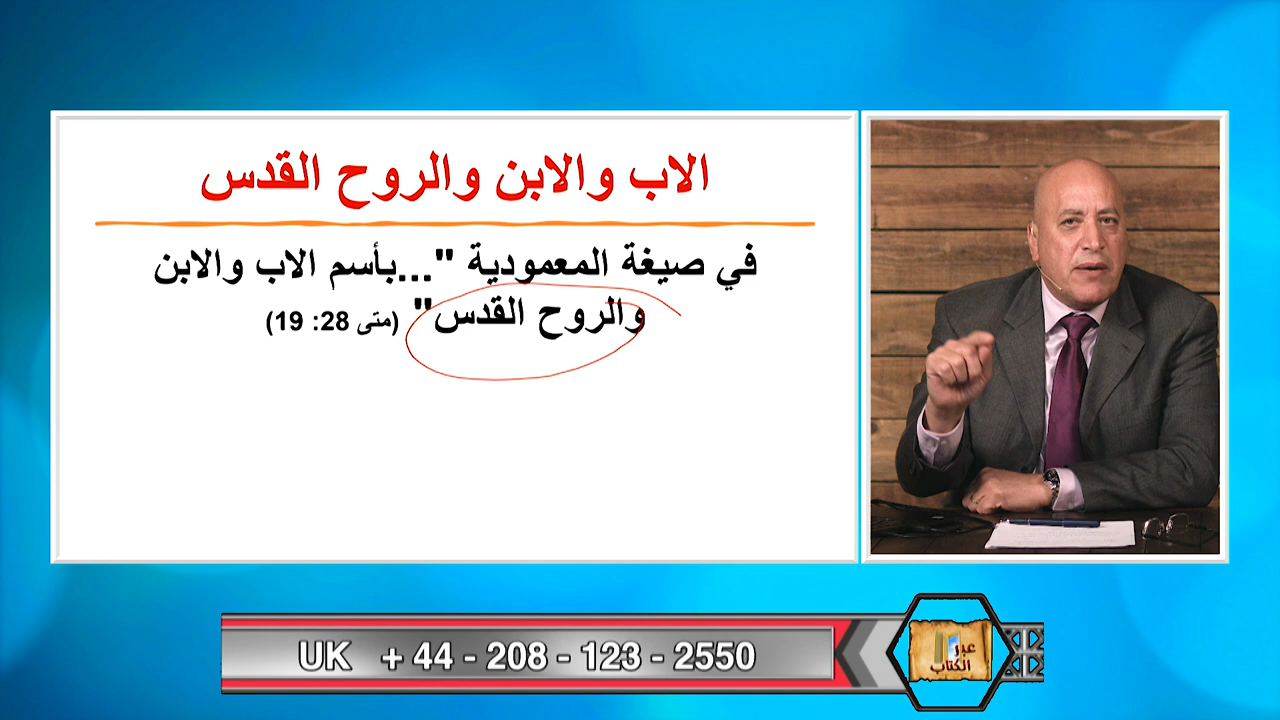 الاب والابن والروح القدس
في صيغة المعمودية "...بأسم الاب والابن
والروح القدس" (متى 28: 19)
UK + 44 - 208 - 123 - 2550
عبر
الكتاب